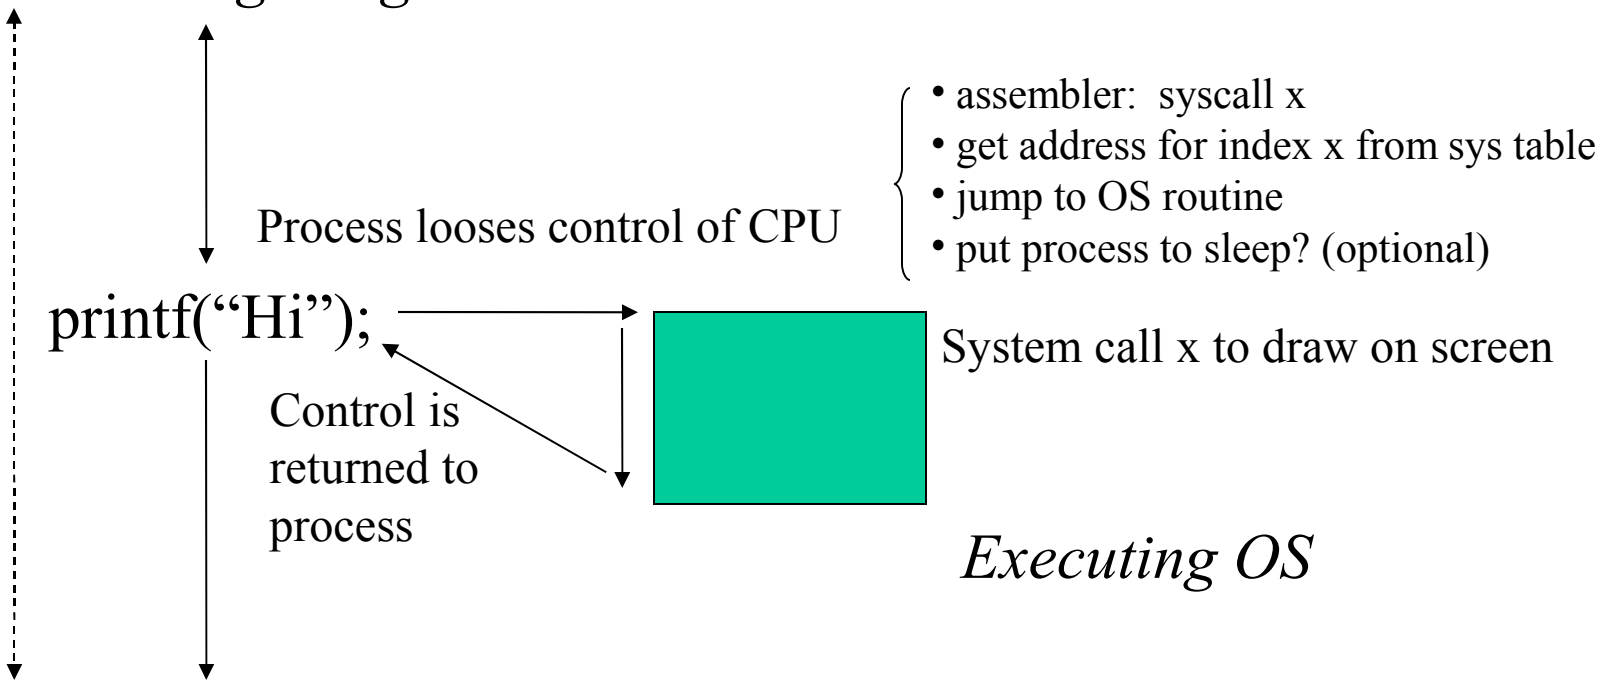 • assembler:  syscall x
• get address for index x from sys table
• jump to OS routine
Process looses control of CPU
• put process to sleep? (optional)
printf(“Hi”);
System call x to draw on screen
Control is
returned to
process
Executing OS